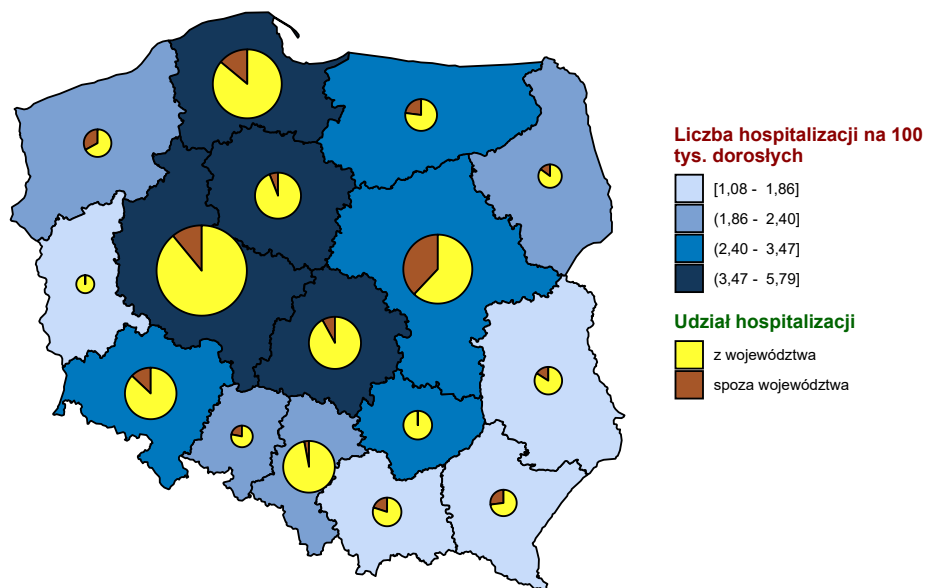 Liczba hospitalizacji na 100
tys. dorosłych
[1,08 - 1,86]
(1,86 - 2,40]
(2,40 - 3,47]
(3,47 - 5,79]
Udział hospitalizacji
z województwa
spoza województwa